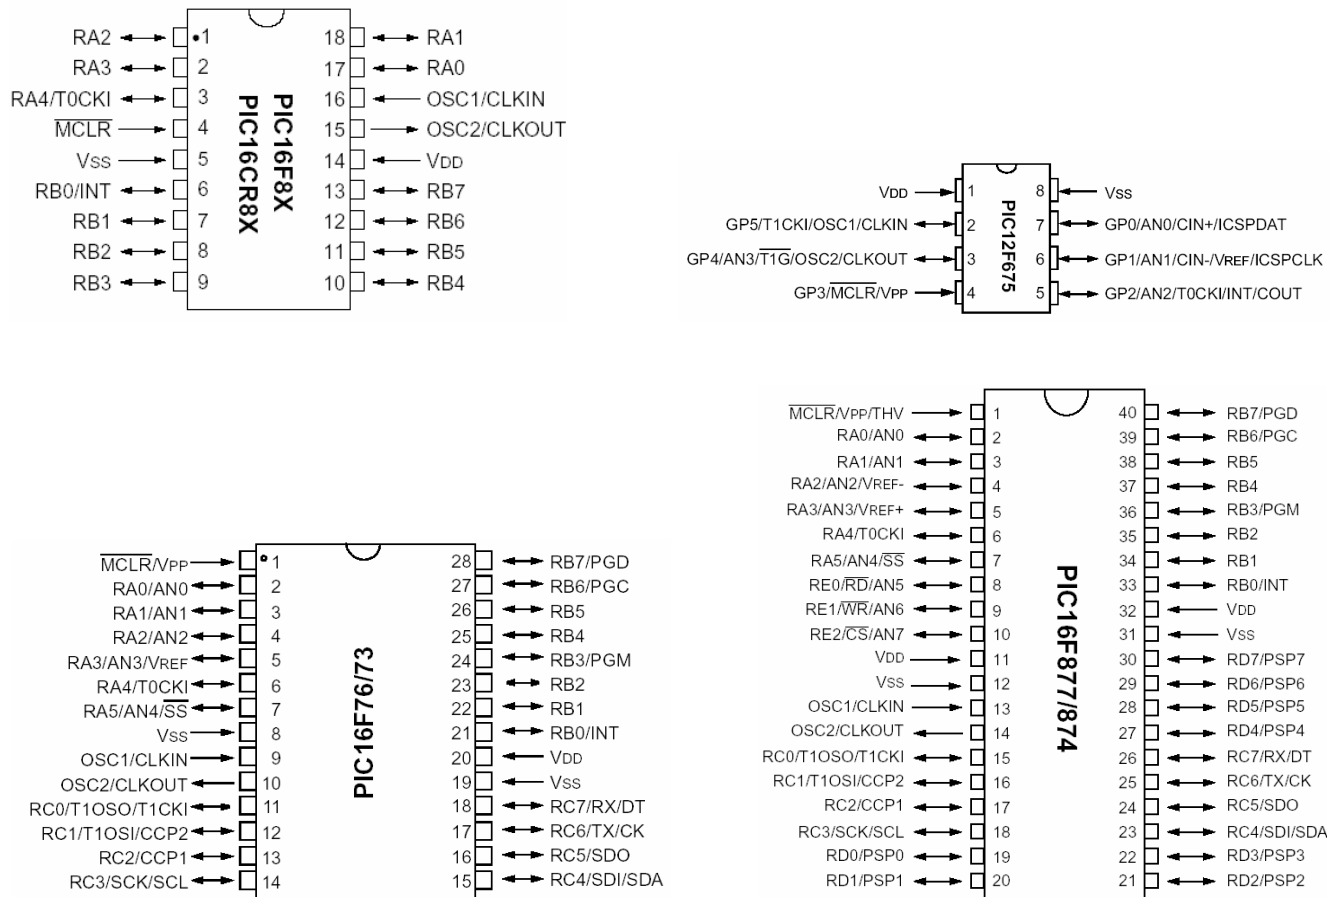 RA2 1 18 RA1
RA3 2 17 RA0
RA4/T0CKI 3 16 OSC1/CLKIN
MCLR 4 15 OSC2/CLKOUT
VSS 5 14 VDD
RB0/INT 6 13 RB7
RB1 7 12 RB6
RB2 8 11 RB5
RB3 9 10 RB4
PIC16F8X
PIC16CR8X
VDD 1 8 VSS
GP5/T1CKI/OSC1/CLKIN 2 7 GP0/AN0/CIN+/ICSPDAT
GP4/AN3/T1G/OSC2/CLKOUT 3 6 GP1/AN1/CIN-/VREF/ICSPCLK
GP3/MCLR/VPP 4 5 GP2/AN2/T0CKI/INT/COUT
PIC12F675
MCLR/VPP 1 28 RB7/PGD
RA0/AN0 2 27 RB6/PGC
RA1/AN1 3 26 RB5
RA2/AN2 4 25 RB4
RA3/AN3/VREF 5 24 RB3/PGM
RA4/T0CKI 6 23 RB2
RA5/AN4/SS 7 22 RB1
VSS 8 21 RB0/INT
OSC1/CLKIN 9 20 VDD
OSC2/CLKOUT 10 19 VSS
RC0/T1OSO/T1CKI 11 18 RC7/RX/DT
RC1/T1OSI/CCP2 12 17 RC6/TX/CK
RC2/CCP1 13 16 RC5/SDO
RC3/SCK/SCL 14 15 RC4/SDI/SDA
PIC16F76/73
MCLR/VPP/THV 1 40 RB7/PGD
RA0/AN0 2 39 RB6/PGC
RA1/AN1 3 38 RB5
RA2/AN2/VREF- 4 37 RB4
RA3/AN3/VREF+ 5 36 RB3/PGM
RA4/T0CKI 6 35 RB2
RA5/AN4/SS 7 34 RB1
RE0/RD/AN5 8 33 RB0/INT
RE1/WR/AN6 9 32 VDD
RE2/CS/AN7 10 31 VSS
VDD 11 30 RD7/PSP7
VSS 12 29 RD6/PSP6
OSC1/CLKIN 13 28 RD5/PSP5
OSC2/CLKOUT 14 27 RD4/PSP4
RC0/T1OSO/T1CKI 15 26 RC7/RX/DT
RC1/T1OSI/CCP2 16 25 RC6/TX/CK
RC2/CCP1 17 24 RC5/SDO
RC3/SCK/SCL 18 23 RC4/SDI/SDA
RD0/PSP0 19 22 RD3/PSP3
RD1/PSP1 20 21 RD2/PSP2
PIC16F877/874